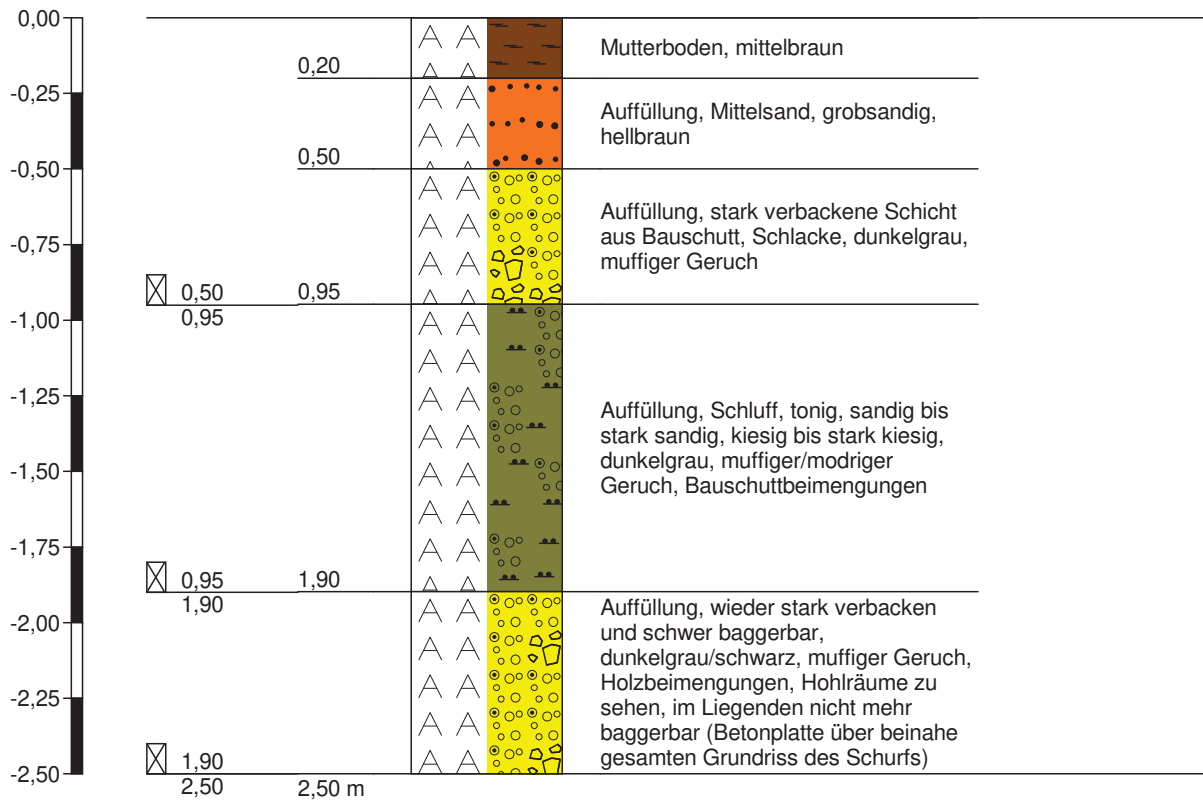 0,00
Mutterboden, mittelbraun
0,20
-0,25
Auffüllung, Mittelsand, grobsandig,
hellbraun
0,50
-0,50
Auffüllung, stark verbackene Schicht
aus Bauschutt, Schlacke, dunkelgrau,
muffiger Geruch
-0,75
0,50
0,95
0,95
-1,00
-1,25
Auffüllung, Schluff, tonig, sandig bis
stark sandig, kiesig bis stark kiesig,
dunkelgrau, muffiger/modriger
Geruch, Bauschuttbeimengungen
-1,50
-1,75
0,95
1,90
1,90
Auffüllung, wieder stark verbacken
und schwer baggerbar,
dunkelgrau/schwarz, muffiger Geruch,
Holzbeimengungen, Hohlräume zu
sehen, im Liegenden nicht mehr
baggerbar (Betonplatte über beinahe
gesamten Grundriss des Schurfs)
-2,00
-2,25
1,90
-2,50
2,50
2,50 m